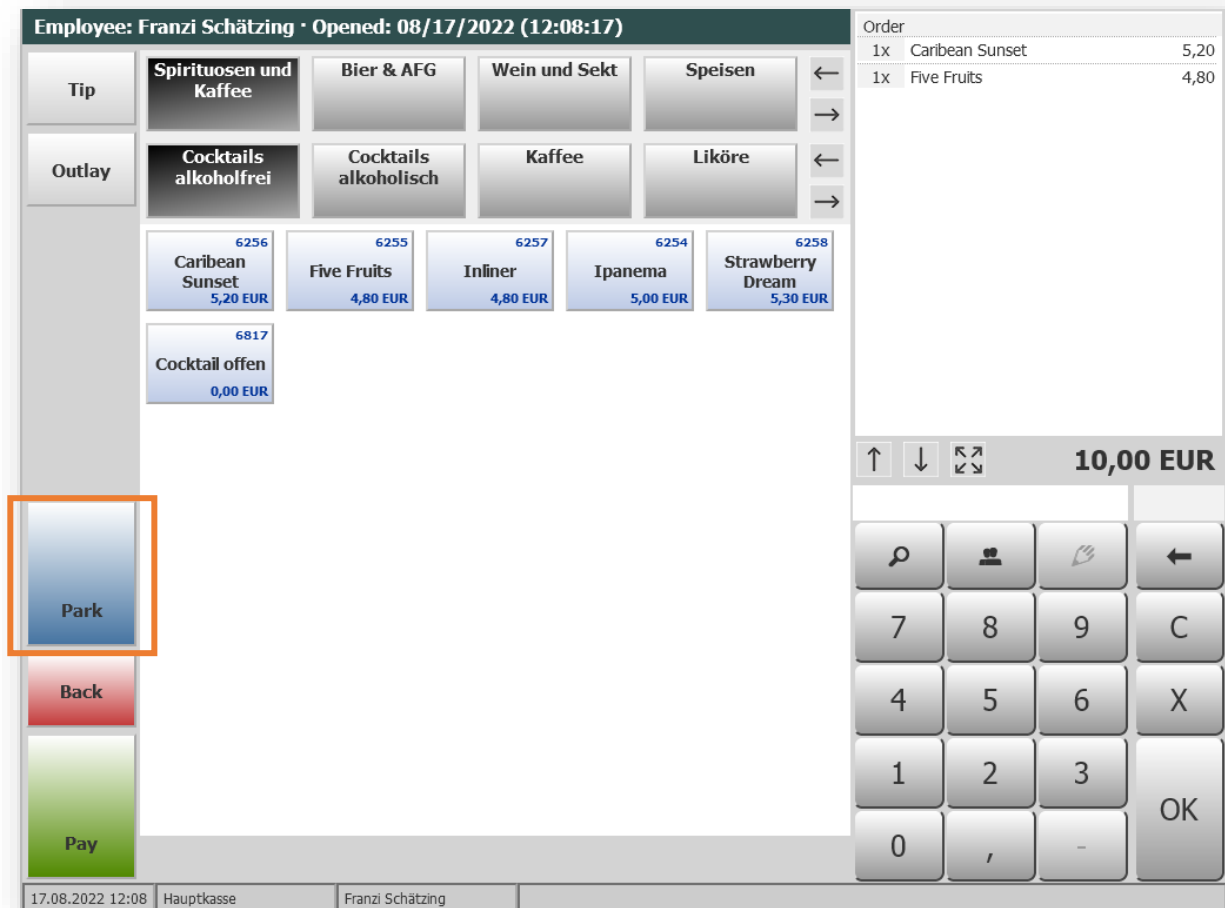 Employee: Franzi Schätzing · Opened: 08/17/2022 (12:08:17)
Tip
Outlay
Spirituosen und
Kaffee
Bier & AFG
Wein und Sekt
Speisen
←
→
Cocktails
alkoholfrei
Cocktails
alkoholisch
Kaffee
Liköre
←
→
6256
Caribean
Sunset
5,20 EUR
6255
Five Fruits
4,80 EUR
6257
Inliner
4,80 EUR
6254
Ipanema
5,00 EUR
6258
Strawberry
Dream
5,30 EUR
6817
Cocktail offen
0,00 EUR
Park
Back
Pay
Order
1x Caribean Sunset 5,20
1x Five Fruits 4,80
↑ ↓ 10,00 EUR
7 8 9 C
4 5 6 X
1 2 3
OK
0 , -
17.08.2022 12:08 Hauptkasse Franzi Schätzing